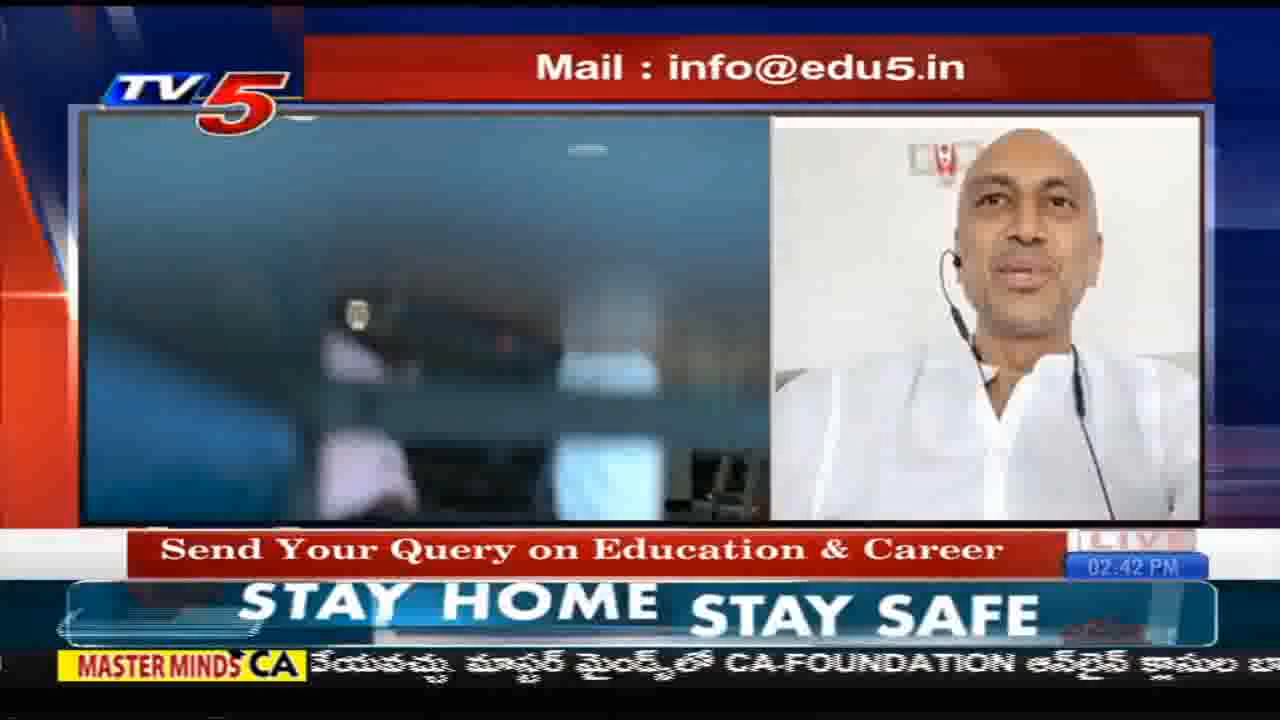 TV5
Mail : info@edu5.in
Send Your Query on Education & Career
LIVE
02:42 PM
STAY HOME STAY SAFE
MASTER MINDS CA
మాస్టర్ మైండ్స్ లో CA-FOUNDATION ఆన్‌లైన్ క్లాసుల